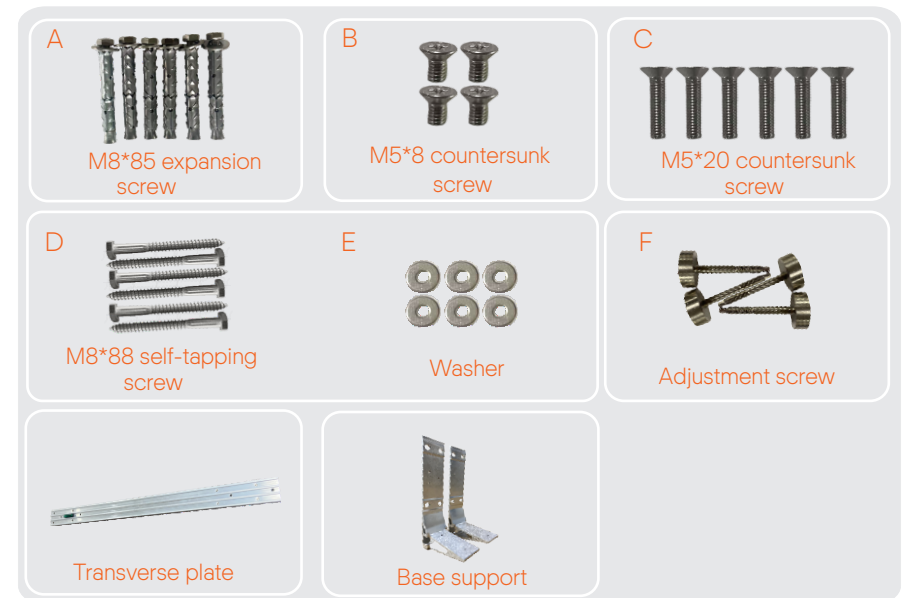 A
M8*85 expansion
screw
B
M5*8 countersunk
screw
C
M5*20 countersunk
screw
D
M8*88 self-tapping
screw
E
Washer
F
Adjustment screw
Transverse plate
Base support